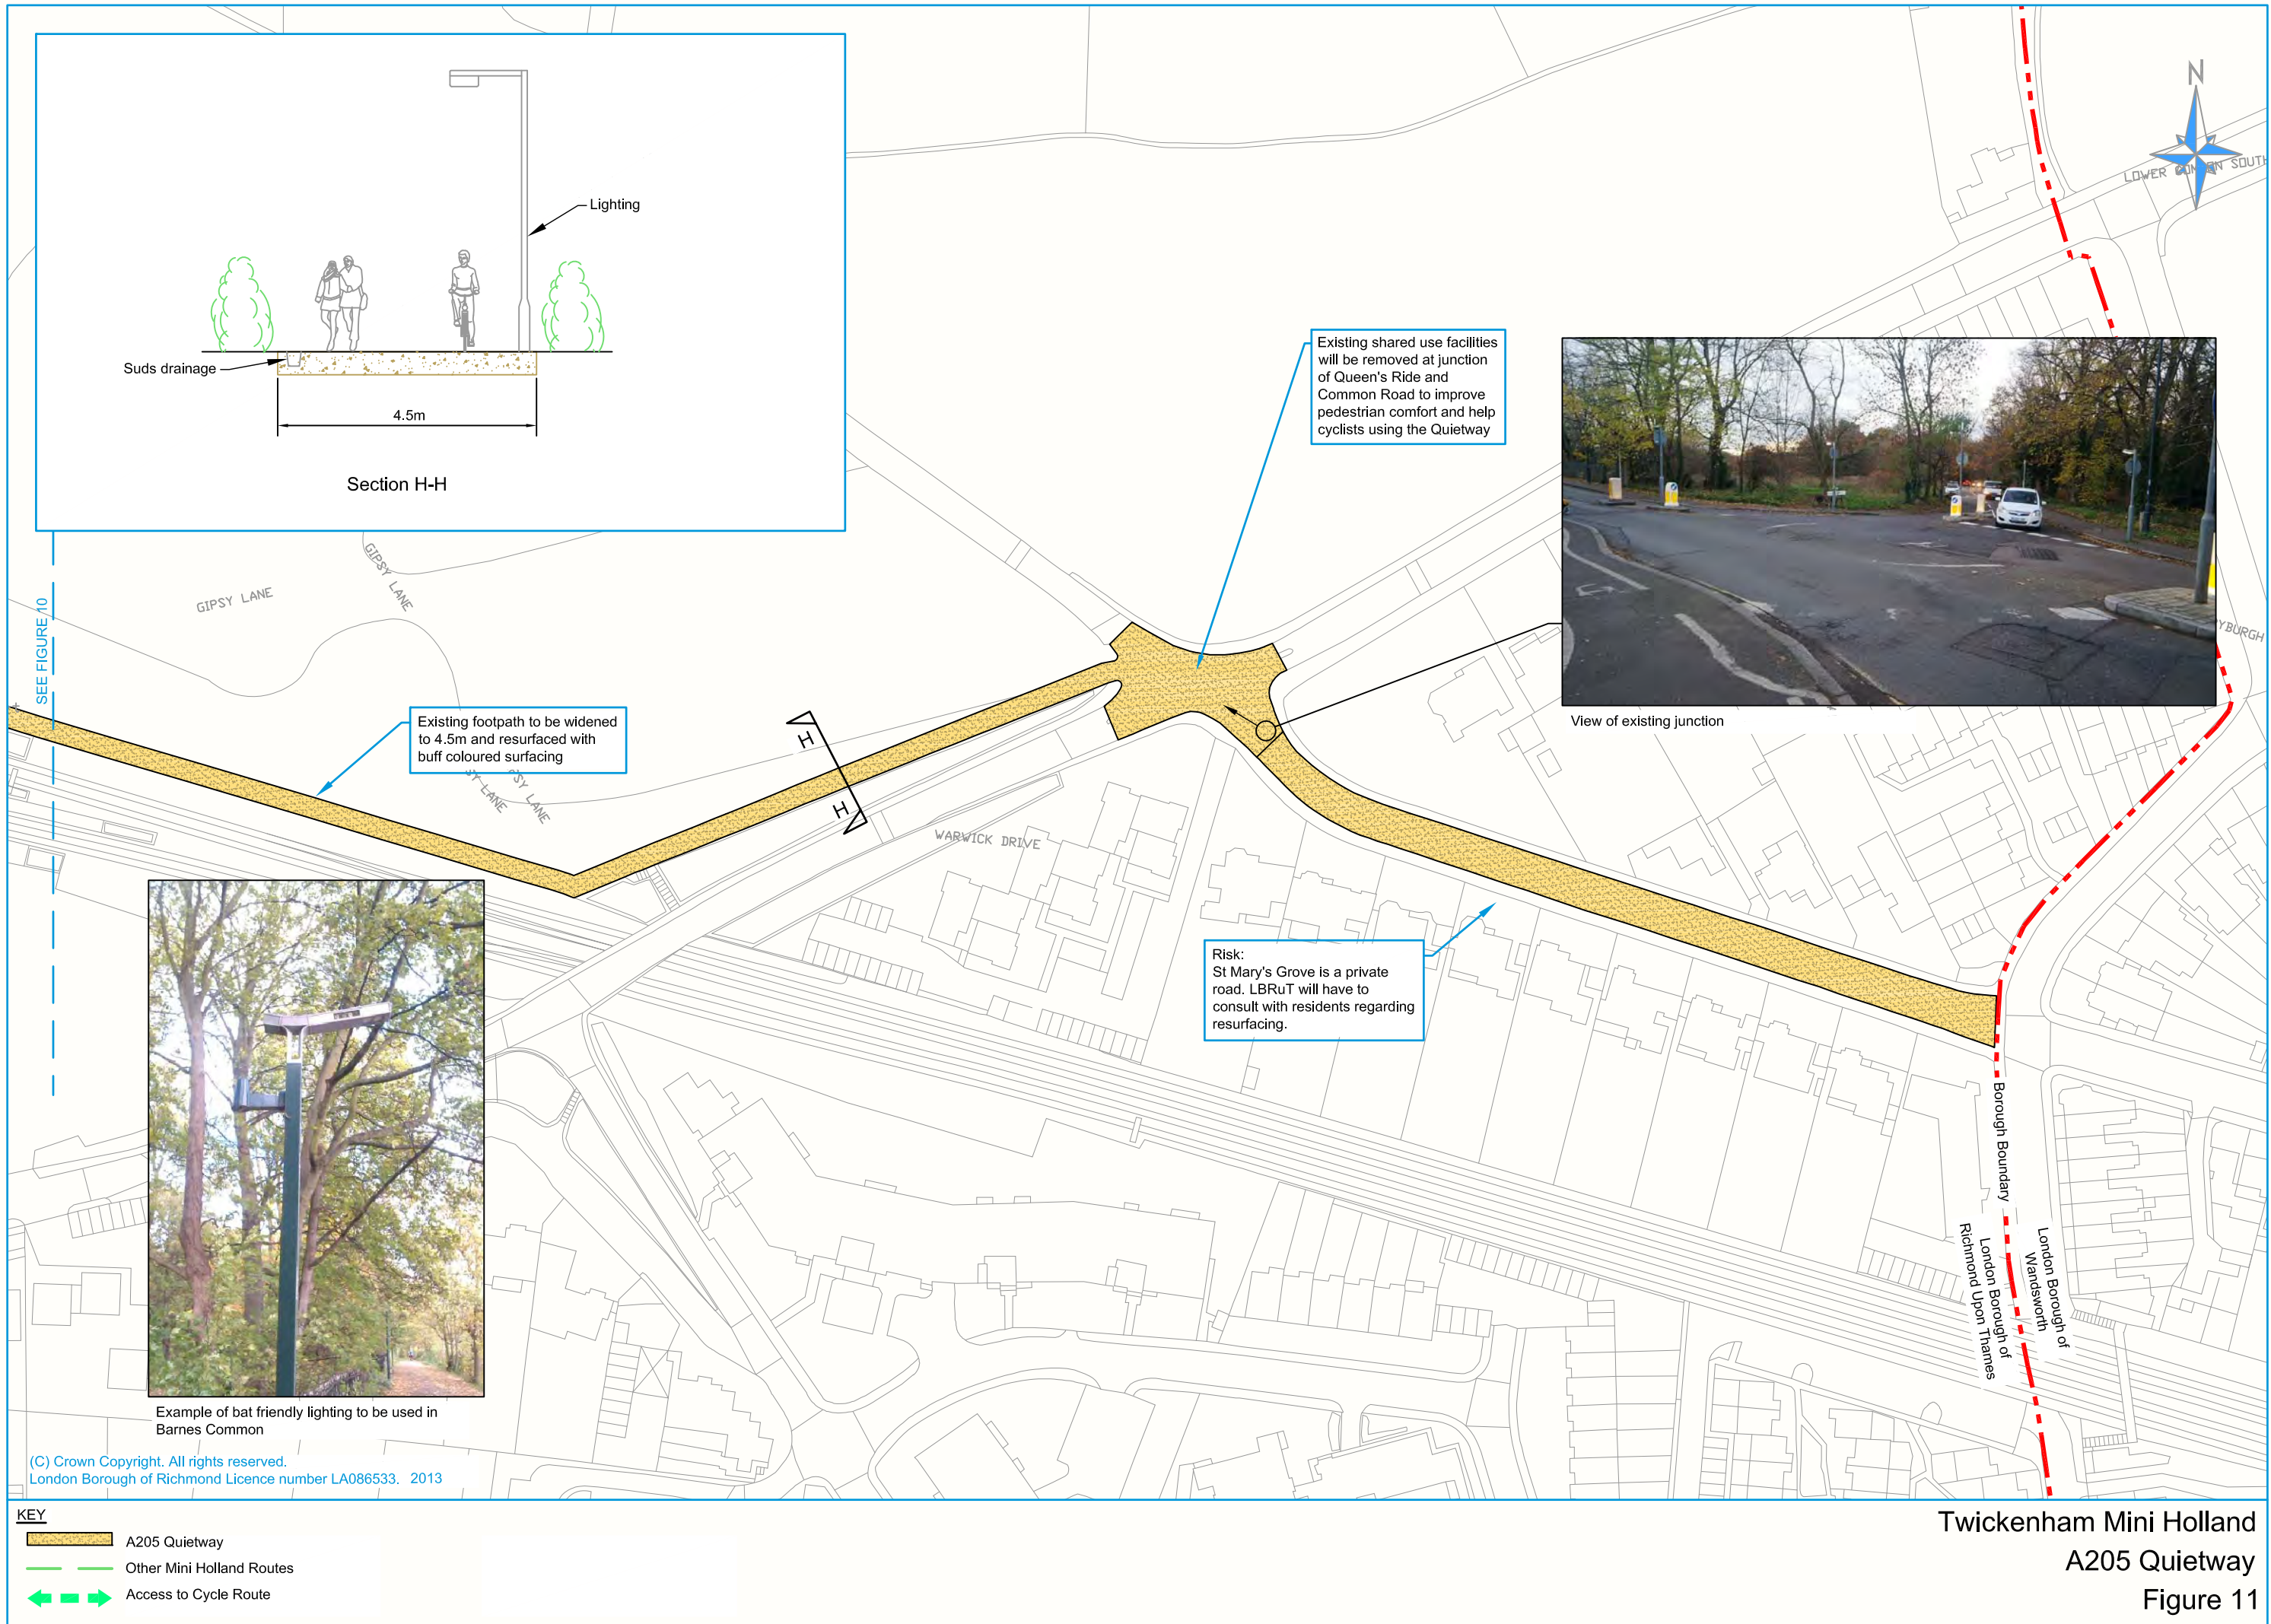 Lighting
Suds drainage
4.5m
Section H-H
N
LOWER COMMON SOUTH
Existing shared use facilities
will be removed at junction
of Queen's Ride and
Common Road to improve
pedestrian comfort and help
cyclists using the Quietway
View of existing junction
YBURGH
SEE FIGURE 10
GIPSY LANE
GIPSY LANE
Existing footpath to be widened
to 4.5m and resurfaced with
buff coloured surfacing
SY LANE
PSY LANE
H
H
WARWICK DRIVE
Risk:
St Mary's Grove is a private
road. LBRuT will have to
consult with residents regarding
resurfacing.
Borough Boundary
London Borough of
Wandsworth
London Borough of
Richmond Upon Thames
Example of bat friendly lighting to be used in
Barnes Common
(C) Crown Copyright. All rights reserved.
London Borough of Richmond Licence number LA086533. 2013
KEY
A205 Quietway
Other Mini Holland Routes
Access to Cycle Route
Twickenham Mini Holland
A205 Quietway
Figure 11